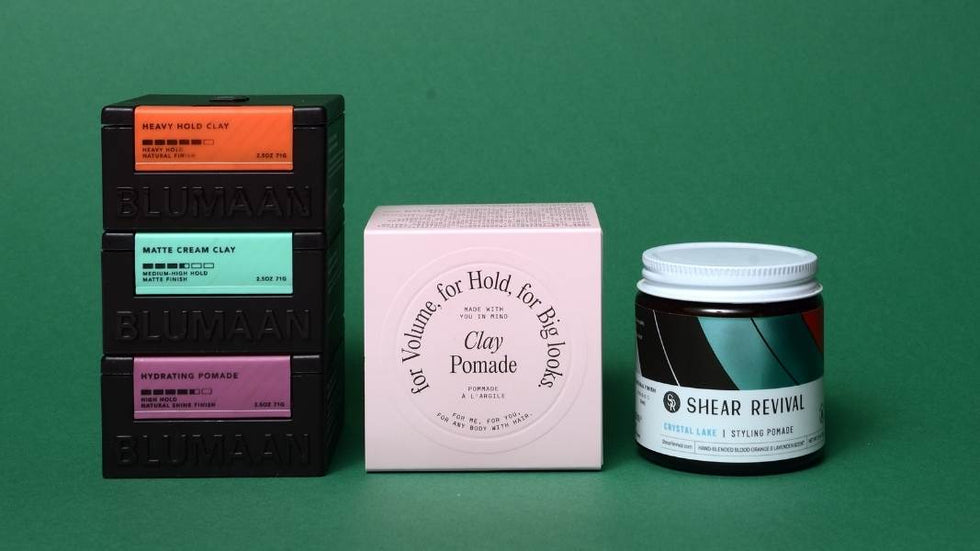 HEAVY HOLD CLAY
HEAVY HOLD
NATURAL FINISH
2.5OZ 71G
BLUMAAN
MATTE CREAM CLAY
MEDIUM-HIGH HOLD
MATTE FINISH
2.5OZ 71G
BLUMAAN
HYDRATING POMADE
HIGH HOLD
NATURAL SHINE FINISH
2.5OZ 71G
BLUMAAN
for Volume, for Hold, for Big looks,
MADE WITH
YOU IN MIND
Clay
Pomade
POMMADE
À L'ARGILE
FOR ME, FOR YOU,
FOR ANY BODY WITH HAIR.
SR SHEAR REVIVAL
CRYSTAL LAKE | STYLING POMADE
ShearRevival.com
HAND-BLENDED BLOOD ORANGE & LAVENDER SCENT